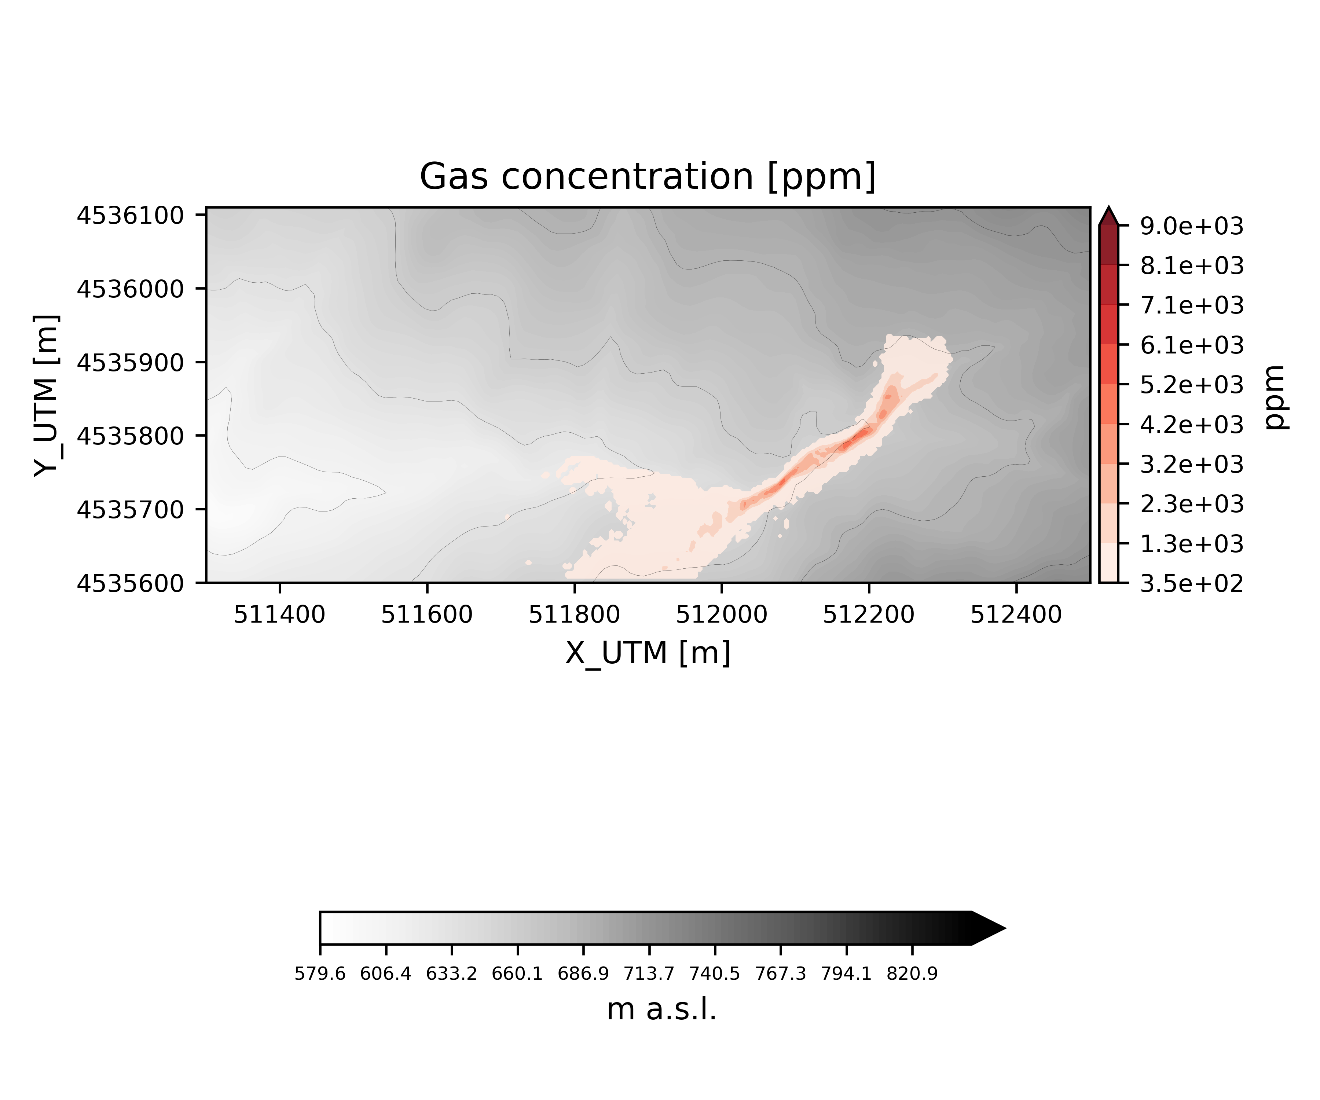 Gas concentration [ppm]
4536100
4536000
4535900
4535800
4535700
4535600
Y_UTM [m]
511400 511600 511800 512000 512200 512400
X_UTM [m]
9.0e+03
8.1e+03
7.1e+03
6.1e+03
5.2e+03
4.2e+03
3.2e+03
2.3e+03
1.3e+03
3.5e+02
ppm
579.6 606.4 633.2 660.1 686.9 713.7 740.5 767.3 794.1 820.9
m a.s.l.